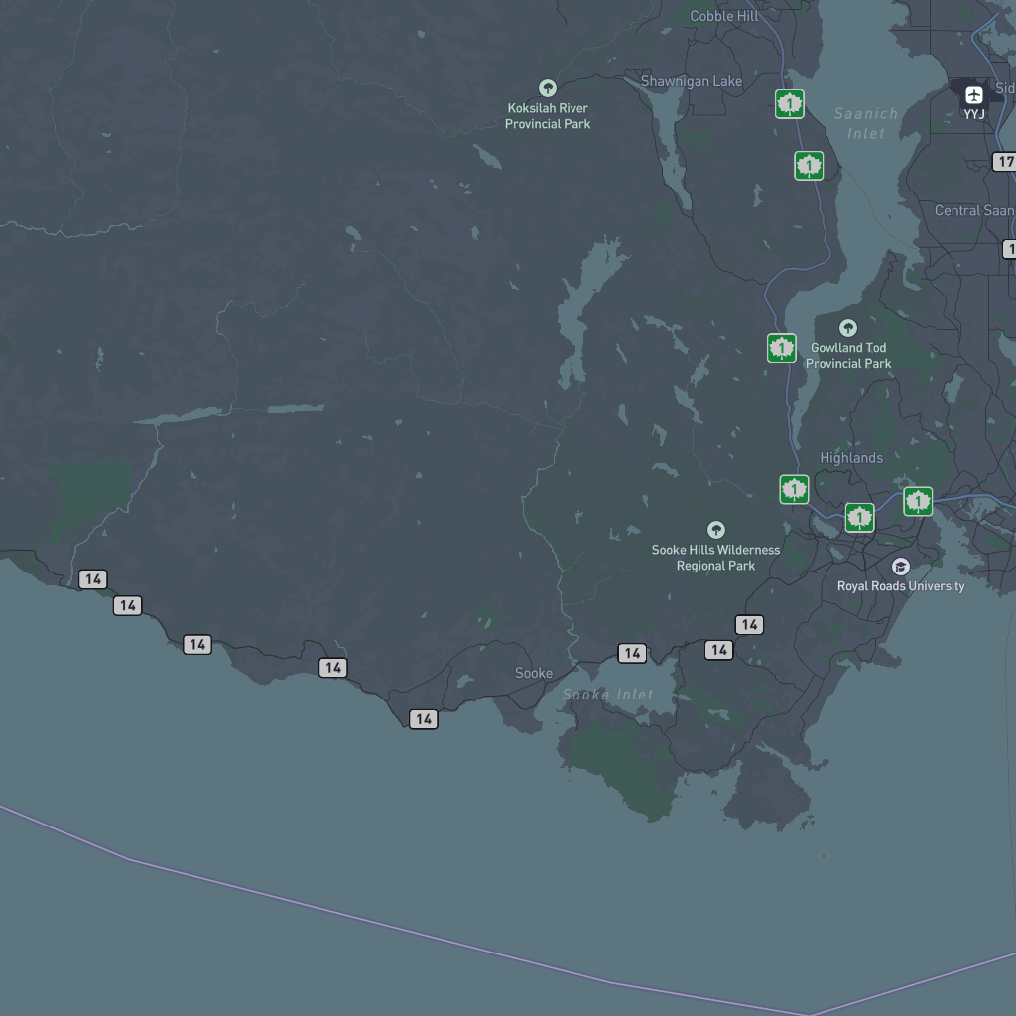 Cobble Hill
Shawnigan Lake
Koksilah River
Provincial Park
1
Saanich
Inlet
YYJ
Sid
17
1
Central Saan
1
Gowlland Tod
Provincial Park
1
Highlands
1
1
1
Sooke Hills Wilderness
Regional Park
Royal Roads University
14
14
14
14
14
14
14
14
Sooke
Sooke Inlet